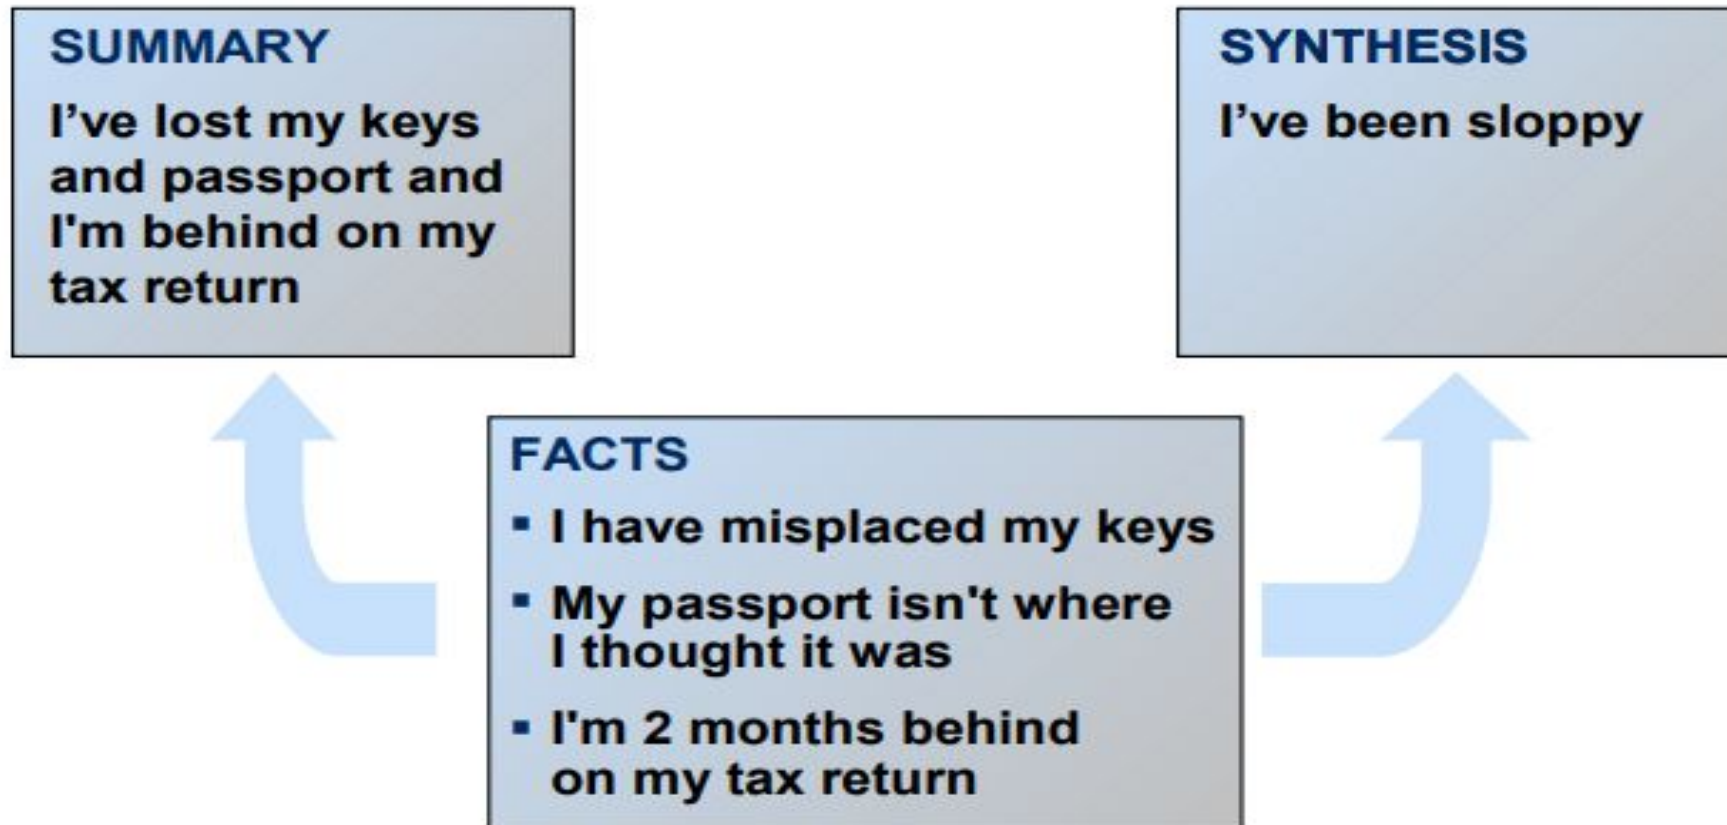 SUMMARY
I’ve lost my keys
and passport and
I'm behind on my
tax return
SYNTHESIS
I’ve been sloppy
FACTS
▪ I have misplaced my keys
▪ My passport isn't where
I thought it was
▪ I'm 2 months behind
on my tax return